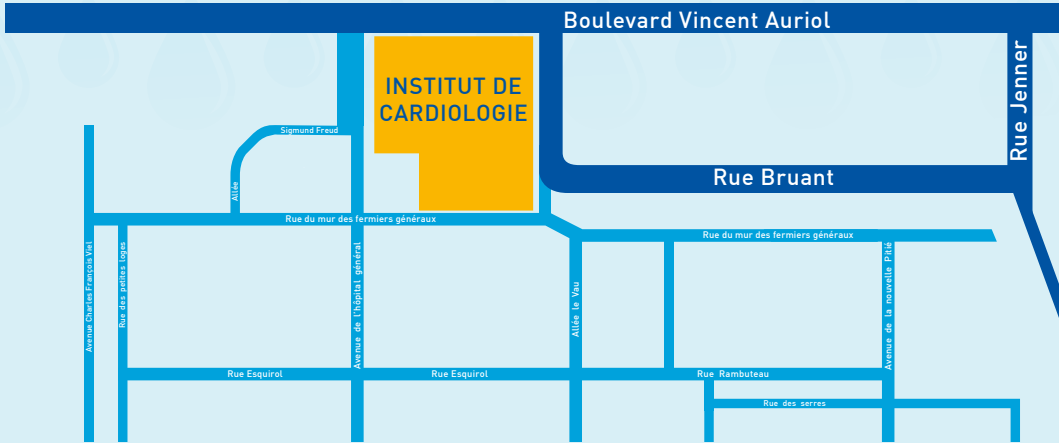 Boulevard Vincent Auriol
INSTITUT DE
CARDIOLOGIE
Rue Jenner
Sigmund Freud
Allée
Rue Bruant
Rue du mur des fermiers généraux
Rue du mur des fermiers généraux
Avenue Charles François Viel
Rue des petites loges
Avenue de l'hôpital général
Allée le Vau
Avenue de la nouvelle Pitié
Rue Esquirol
Rue Esquirol
Rue Rambuteau
Rue des serres